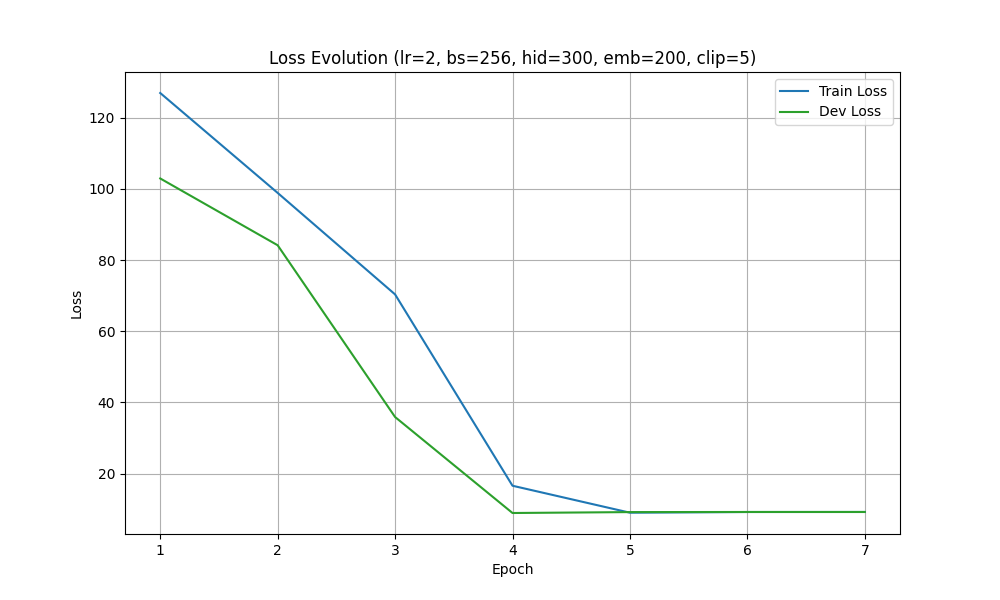 Loss Evolution (lr=2, bs=256, hid=300, emb=200, clip=5)
Train Loss
Dev Loss
120
100
80
60
40
20
Loss
1 2 3 4 5 6 7
Epoch